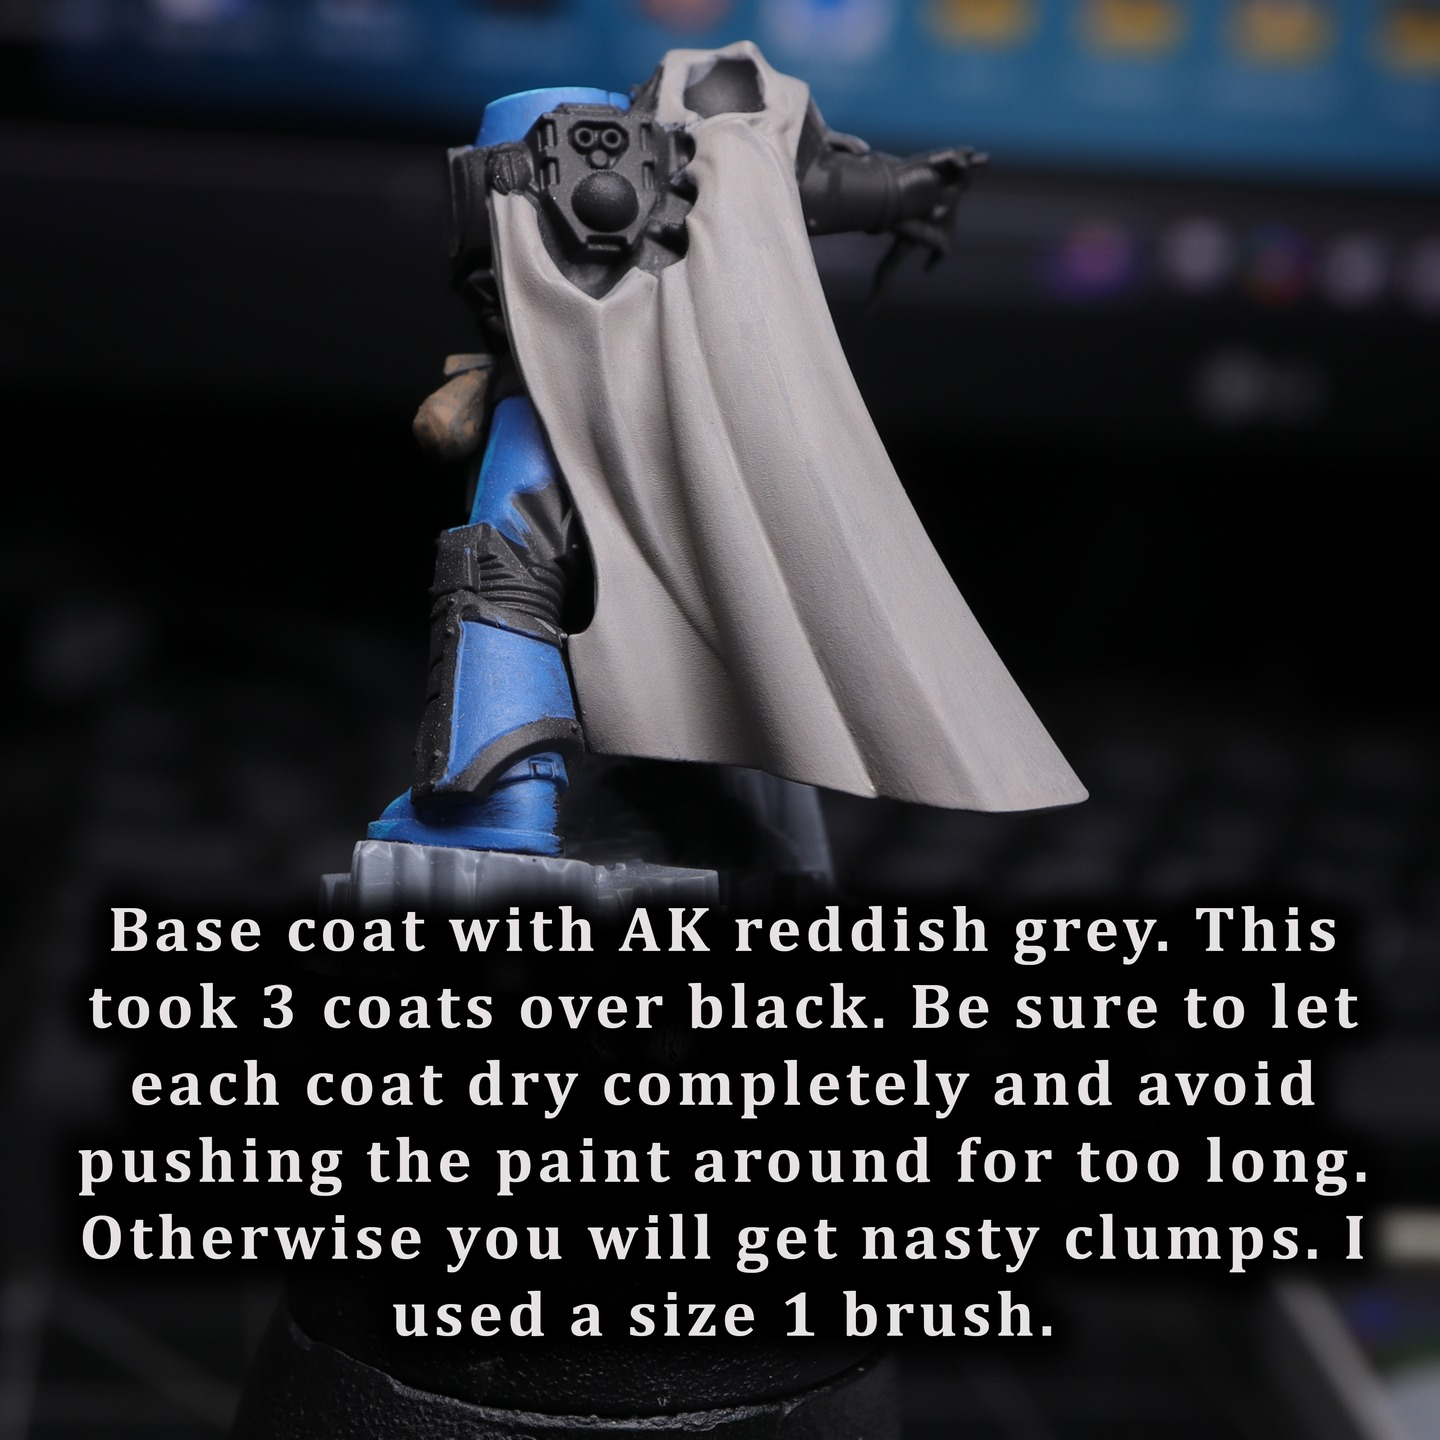 Base coat with AK reddish grey. This
took 3 coats over black. Be sure to let
each coat dry completely and avoid
pushing the paint around for too long.
Otherwise you will get nasty clumps. I
used a size 1 brush.